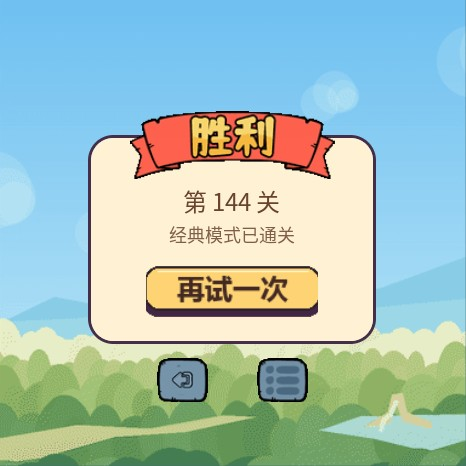 胜利
第 144 关
经典模式已通关
再试一次